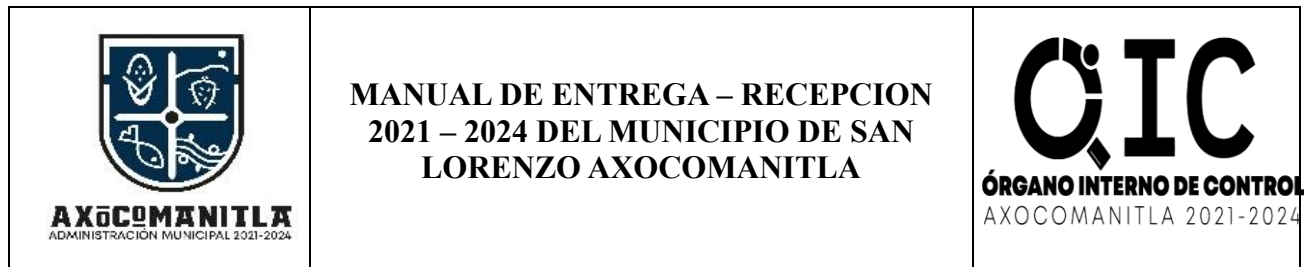 AXŌCOMANITLA
ADMINISTRACIÓN MUNICIPAL 2021-2024
MANUAL DE ENTREGA – RECEPCION
2021 – 2024 DEL MUNICIPIO DE SAN
LORENZO AXOCOMANITLA
OIC
ÓRGANO INTERNO DE CONTROL
AXOCOMANITLA 2021-2024